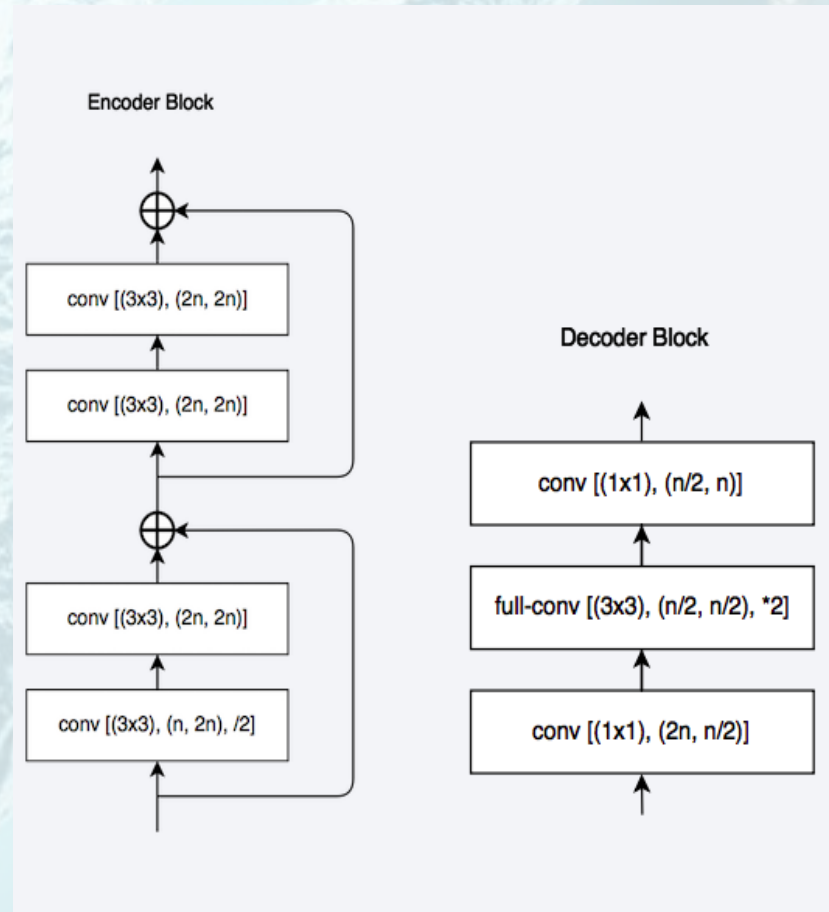 Encoder Block
conv [(3x3), (2n, 2n)]
conv [(3x3), (2n, 2n)]
conv [(3x3), (2n, 2n)]
conv [(3x3), (n, 2n), /2]
Decoder Block
conv [(1x1), (n/2, n)]
full-conv [(3x3), (n/2, n/2), *2]
conv [(1x1), (2n, n/2)]